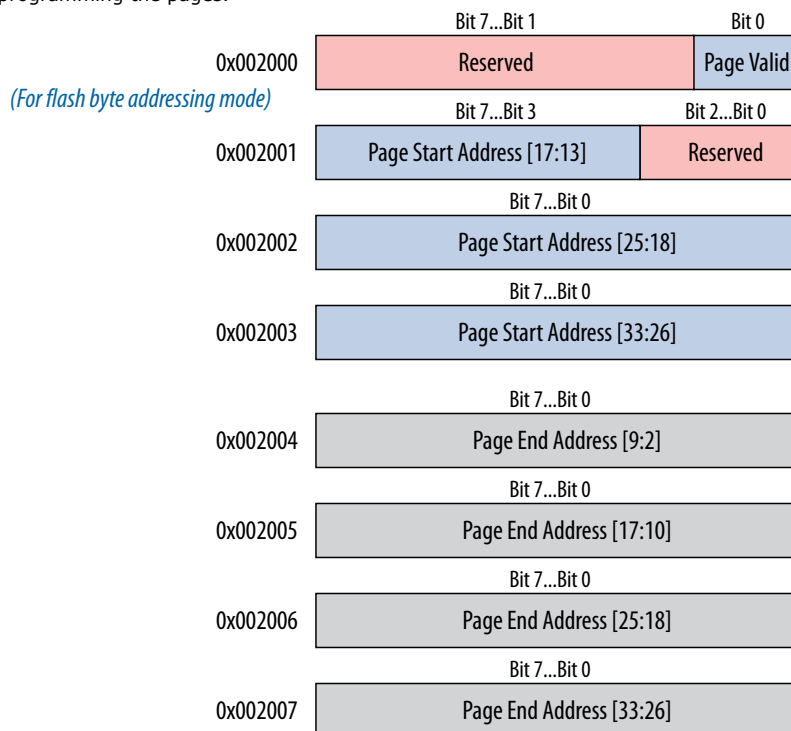 programming the pages.
Bit 7...Bit 1 Bit 0
0x002000 Reserved Page Valid
(For flash byte addressing mode)
Bit 7...Bit 3 Bit 2...Bit 0
0x002001 Page Start Address [17:13] Reserved
Bit 7...Bit 0
0x002002 Page Start Address [25:18]
Bit 7...Bit 0
0x002003 Page Start Address [33:26]
Bit 7...Bit 0
0x002004 Page End Address [9:2]
Bit 7...Bit 0
0x002005 Page End Address [17:10]
Bit 7...Bit 0
0x002006 Page End Address [25:18]
Bit 7...Bit 0
0x002007 Page End Address [33:26]